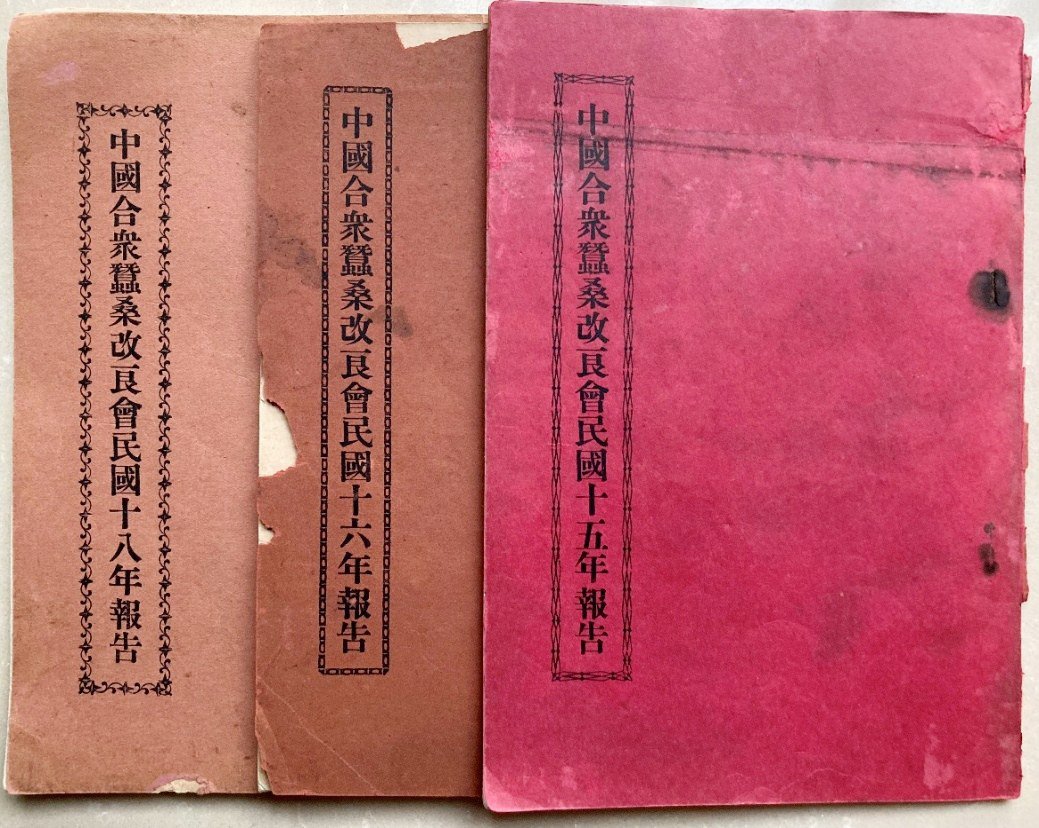 中國合衆蠶桑改良會民國十五年報告
中國合衆蠶桑改良會民國十六年報告
中國合衆蠶桑改良會民國十八年報告